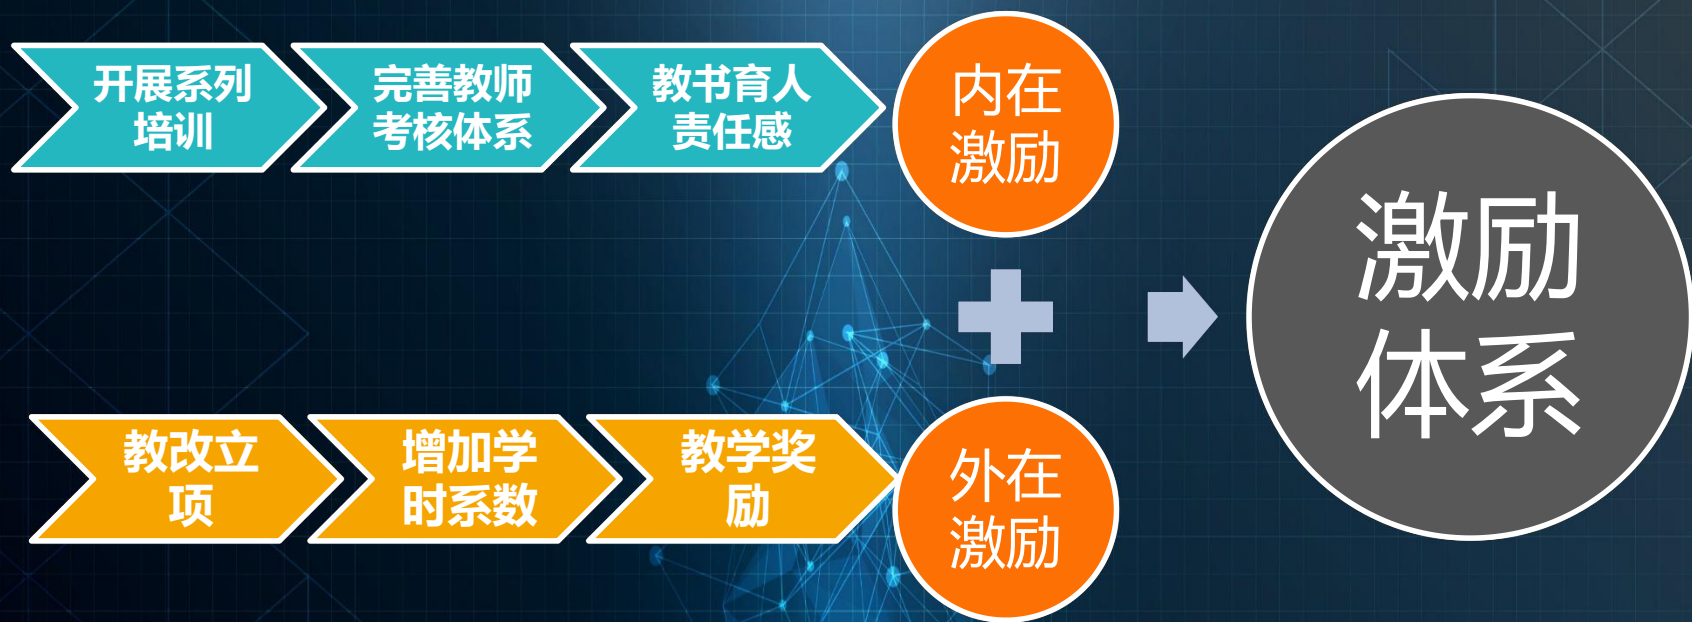 开展系列
培训
完善教师
考核体系
教书育人
责任感
内在
激励
教改立
项
增加学
时系数
教学奖
励
外在
激励
激励
体系